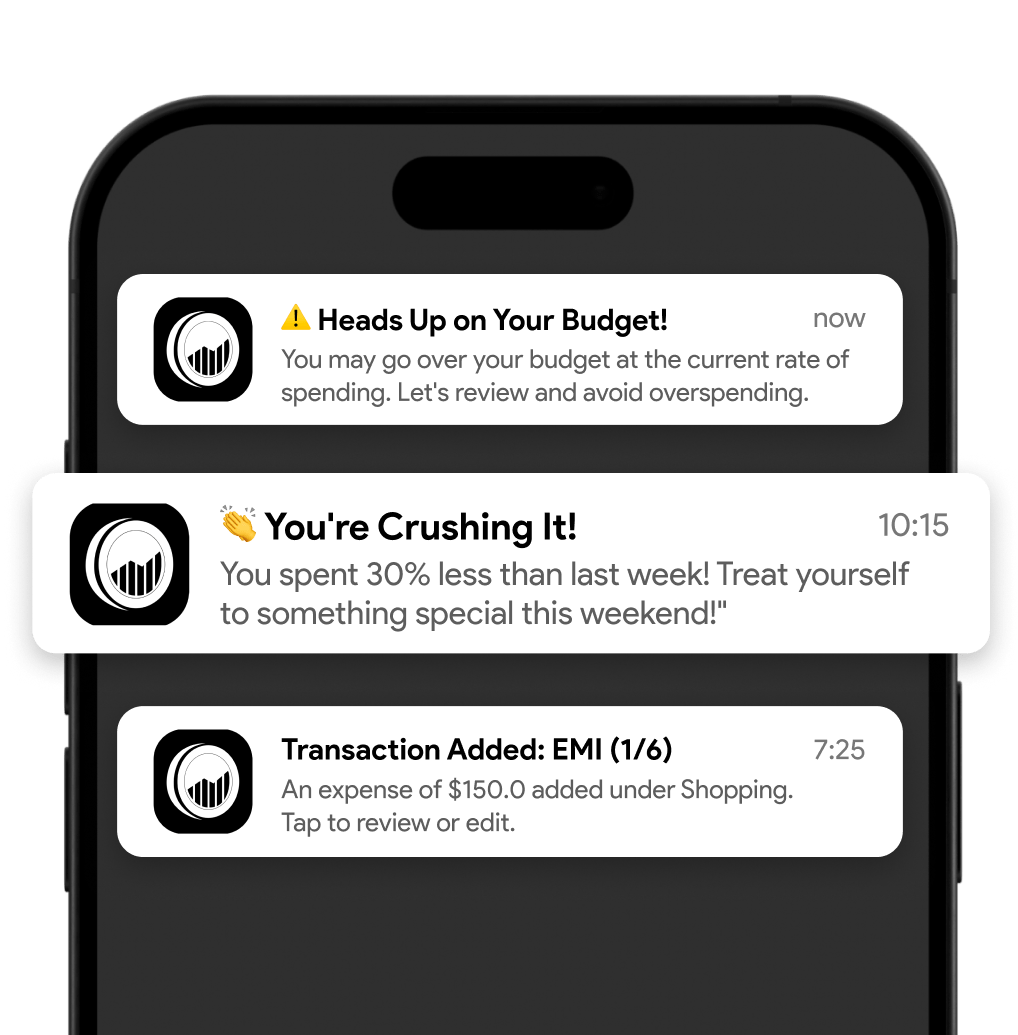 ⚠️ Heads Up on Your Budget! now
You may go over your budget at the current rate of
spending. Let's review and avoid overspending.
👏 You're Crushing It! 10:15
You spent 30% less than last week! Treat yourself
to something special this weekend!"
Transaction Added: EMI (1/6) 7:25
An expense of $150.0 added under Shopping.
Tap to review or edit.